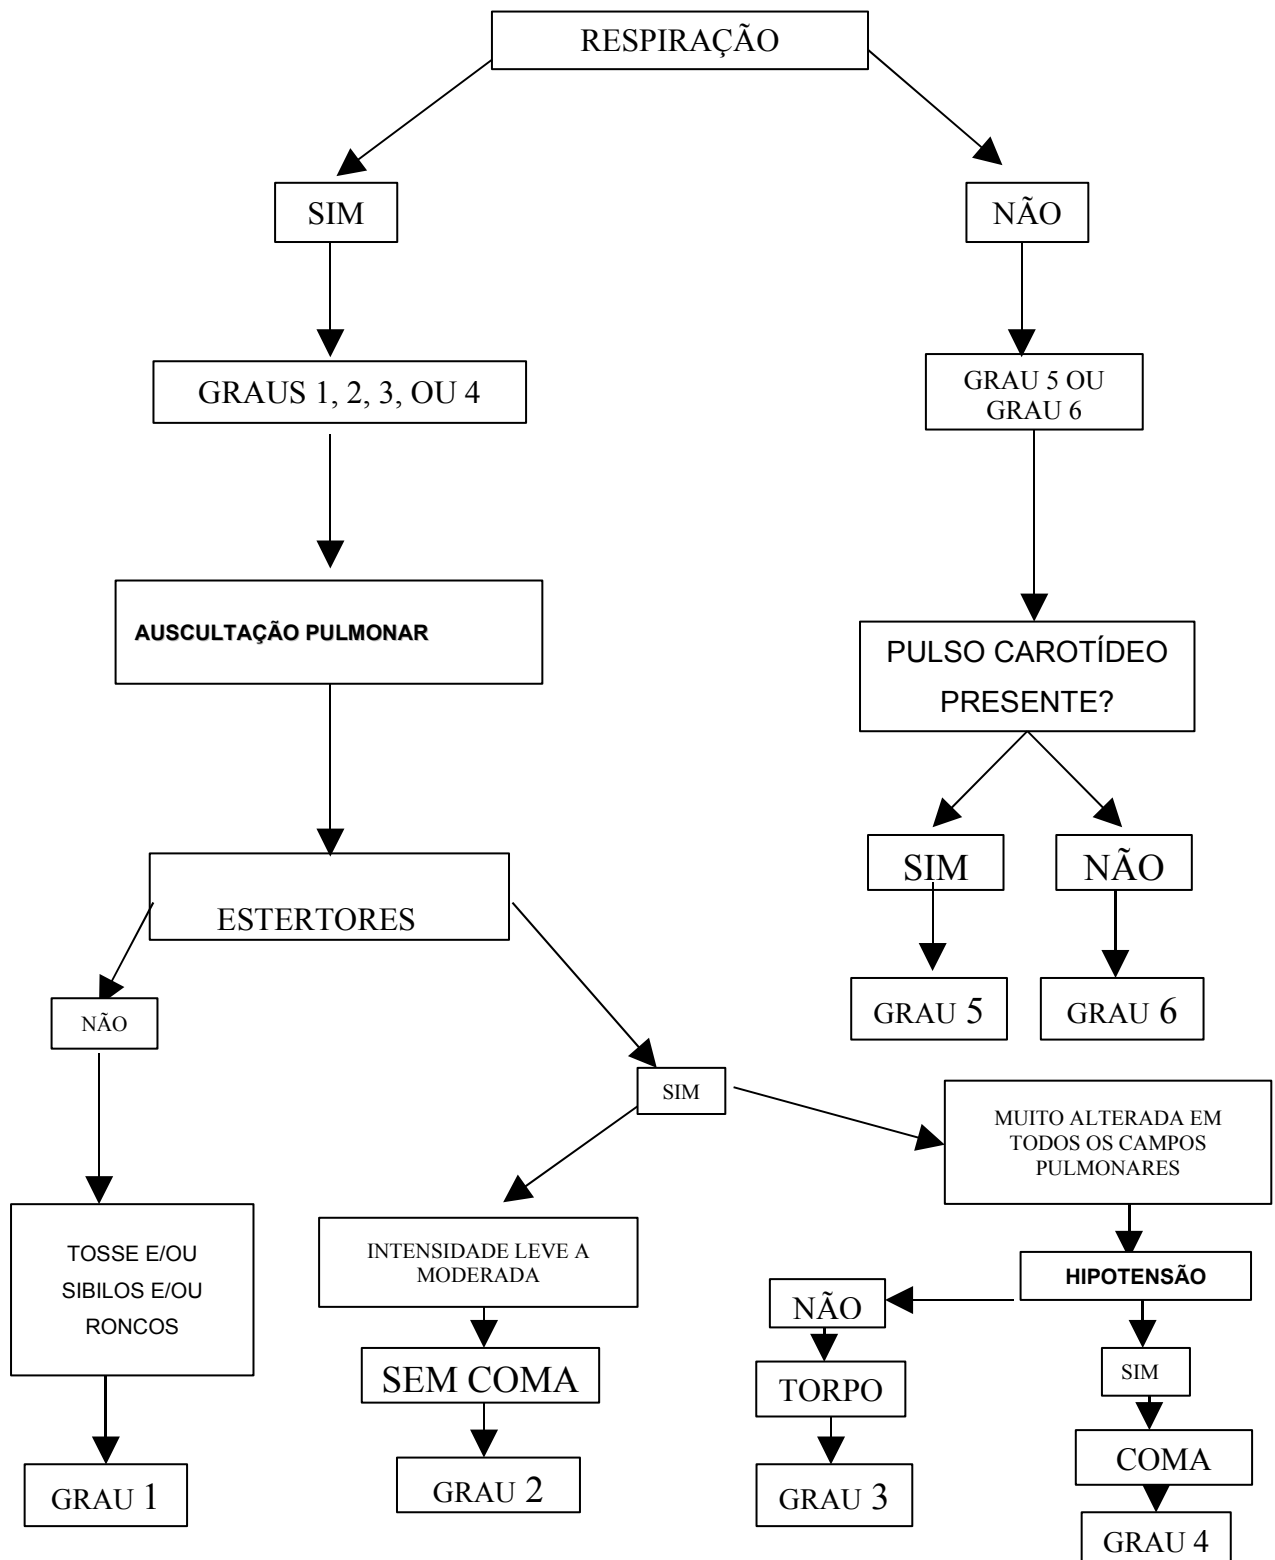 RESPIRAÇÃO
SIM
NÃO
GRAUS 1, 2, 3, OU 4
GRAU 5 OU
GRAU 6
AUSCULTAÇÃO PULMONAR
PULSO CAROTÍDEO
PRESENTE?
SIM
NÃO
ESTERTORES
GRAU 5
GRAU 6
NÃO
SIM
MUITO ALTERADA EM
TODOS OS CAMPOS
PULMONARES
TOSSE E/OU
SIBILOS E/OU
RONCOS
INTENSIDADE LEVE A
MODERADA
HIPOTENSÃO
NÃO
SIM
SEM COMA
TORPO
COMA
GRAU 1
GRAU 2
GRAU 3
GRAU 4